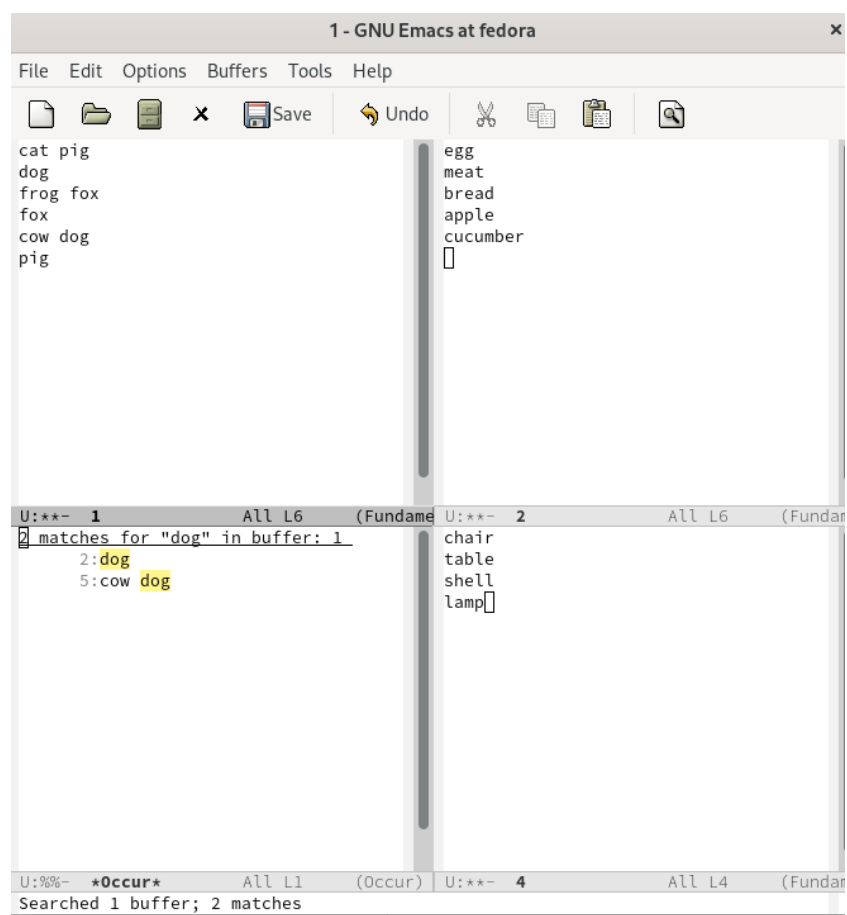 1 - GNU Emacs at fedora ×
File Edit Options Buffers Tools Help
Save Undo
cat pig
dog
frog fox
fox
cow dog
pig
U:**-  1 All L6 (Fundame
egg
meat
bread
apple
cucumber
U:**-  2 All L6 (Fundam
2 matches for "dog" in buffer: 1
2:dog
5:cow dog
U:%%-  *Occur* All L1 (Occur)
chair
table
shell
lamp
U:**-  4 All L4 (Fundam
Searched 1 buffer; 2 matches